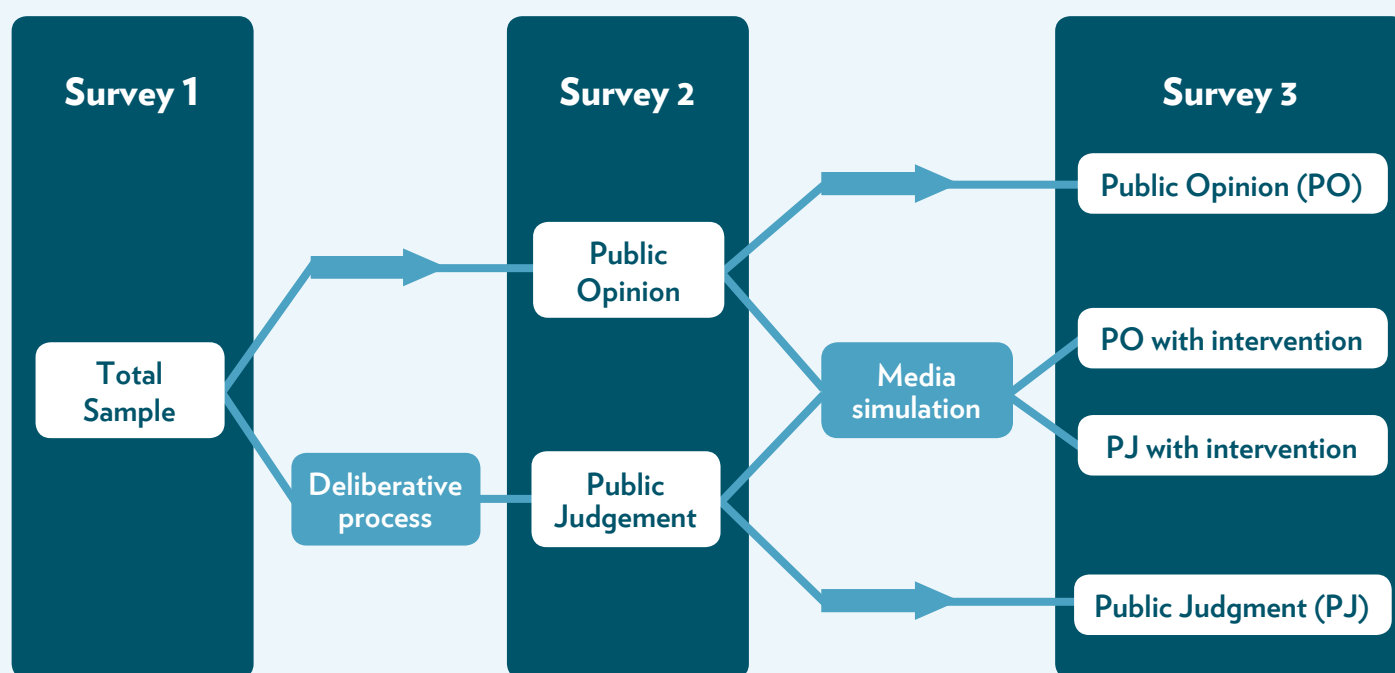 Survey 1
Total
Sample
Deliberative
process
Survey 2
Public
Opinion
Public
Judgement
Media
simulation
Survey 3
Public Opinion (PO)
PO with intervention
PJ with intervention
Public Judgment (PJ)